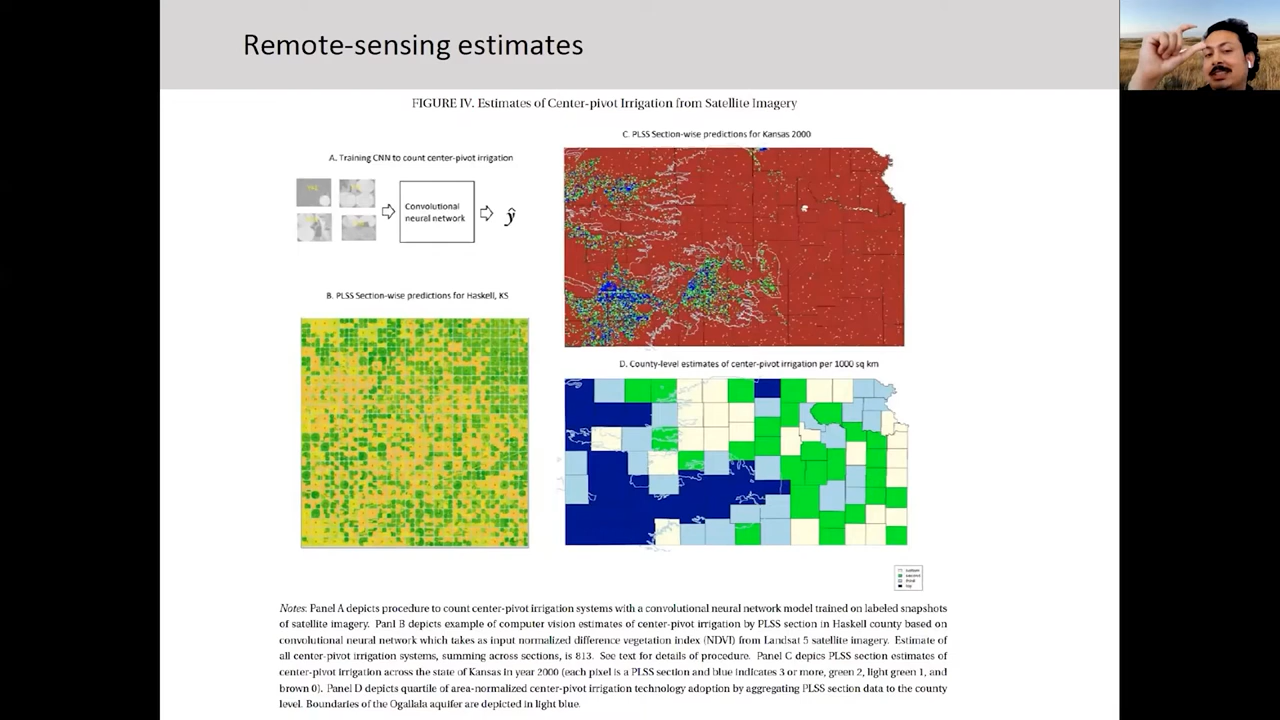 Remote-sensing estimates
FIGURE IV. Estimates of Center-pivot Irrigation from Satellite Imagery
A. Training CNN to count center-pivot irrigation
Convolutional
neural network
ŷ
B. PLSS Section-wise predictions for Haskell, KS
C. PLSS Section-wise predictions for Kansas 2000
D. County-level estimates of center-pivot irrigation per 1000 sq km
Notes: Panel A depicts procedure to count center-pivot irrigation systems with a convolutional neural network model trained on labeled snapshots
of satellite imagery. Panl B depicts example of computer vision estimates of center-pivot irrigation by PLSS section in Haskell county based on
convolutional neural network which takes as input normalized difference vegetation index (NDVI) from Landsat 5 satellite imagery. Estimate of
all center-pivot irrigation systems, summing across sections, is 813. See text for details of procedure. Panel C depics PLSS section estimates of
center-pivot irrigation across the state of Kansas in year 2000 (each pixel is a PLSS section and blue indicates 3 or more, green 2, light green 1, and
brown 0). Panel D depicts quartile of area-normalized center-pivot irrigation technology adoption by aggregating PLSS section data to the county
level. Boundaries of the Ogallala aquifer are depicted in light blue.